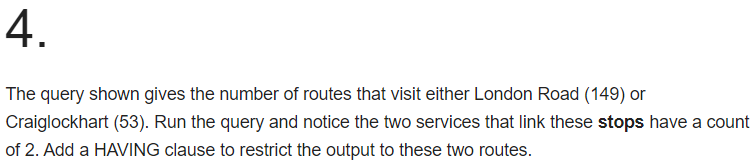 4.
The query shown gives the number of routes that visit either London Road (149) or
Craiglockhart (53). Run the query and notice the two services that link these stops have a count
of 2. Add a HAVING clause to restrict the output to these two routes.